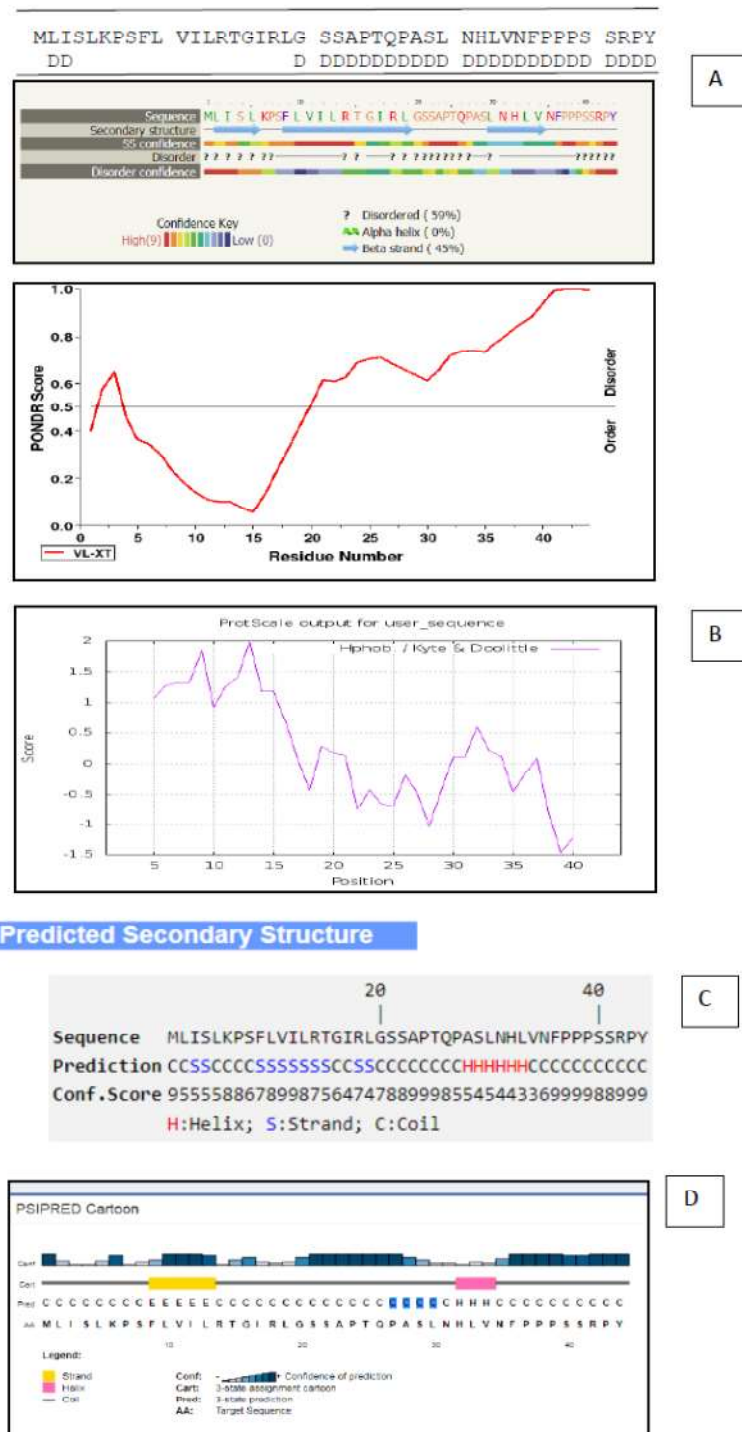 MLISLKPSFL VILRTGIRLG SSAPTQPASL NHLVNFPPPS SRPY
DD D DDDDDDDDDD DDDDDDDDDD DDDD
A
Sequence MLISLKPSFLVILRTGIRLGSSAPTQPASLNHLVNFPPPSSRPY
Secondary structure
SS confidence
Disorder
Disorder confidence
Confidence Key
High(9) Low (0)
? Disordered ( 59%)
Alpha helix ( 0%)
Beta strand ( 45%)
1.0
0.8
0.6
0.5
0.4
0.2
0.0
PONDR Score
Disorder
Order
0 5 10 15 20 25 30 35 40
VL-XT
Residue Number
B
ProtScale output for user_sequence
Hphob. / Kyte & Doolittle
2
1.5
1
0.5
0
-0.5
-1
-1.5
Score
5 10 15 20 25 30 35 40
Position
Predicted Secondary Structure
C
20 40
Sequence MLISLKPSFLVILRTGIRLGSSAPTQPASLNHLVNFPPPSSRPY
Prediction CCSSCCCCSSSSSSSCCSSCCCCCCCCHHHHHHCCCCCCCCCCC
Conf.Score 95555886789987564747889998554544336999988999
H:Helix; S:Strand; C:Coil
D
PSIPRED Cartoon
Conf
Cart
Pred C C C C C C C C E E E E E C C C C C C C C C C C C C C C C C C H H H C C C C C C C C C C
AA M L I S L K P S F L V I L R T G I R L G S S A P T Q P A S L N H L V N F P P P S S R P Y
10 20 30 40
Legend:
Strand
Helix
Coil
Conf: - + Confidence of prediction
Cart: 3-state assignment cartoon
Pred: 3-state prediction
AA: Target Sequence